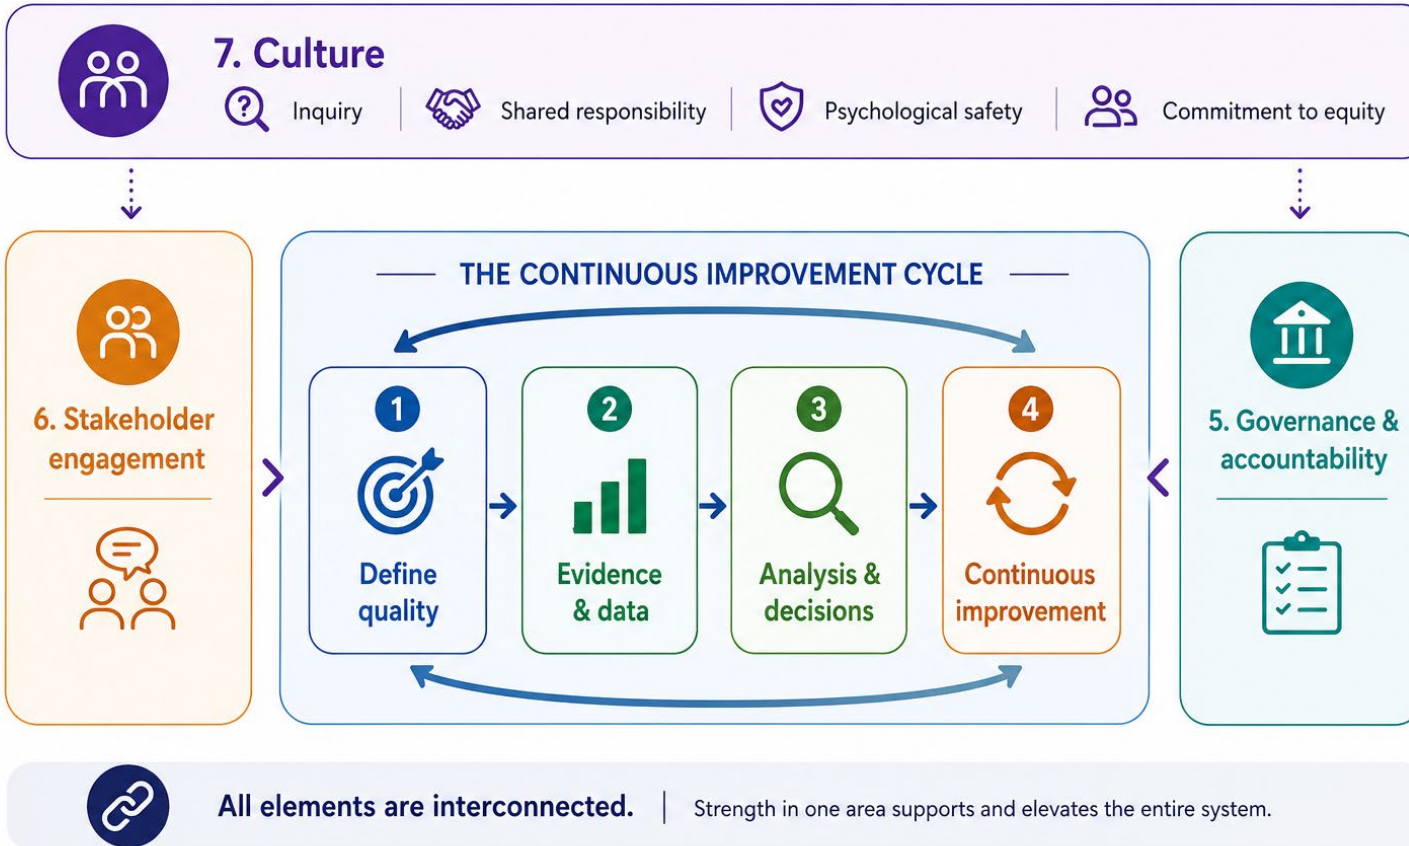 7. Culture
Inquiry
Shared responsibility
Psychological safety
Commitment to equity
6. Stakeholder
engagement
THE CONTINUOUS IMPROVEMENT CYCLE
1
Define
quality
2
Evidence
& data
3
Analysis &
decisions
4
Continuous
improvement
5. Governance &
accountability
All elements are interconnected.
Strength in one area supports and elevates the entire system.